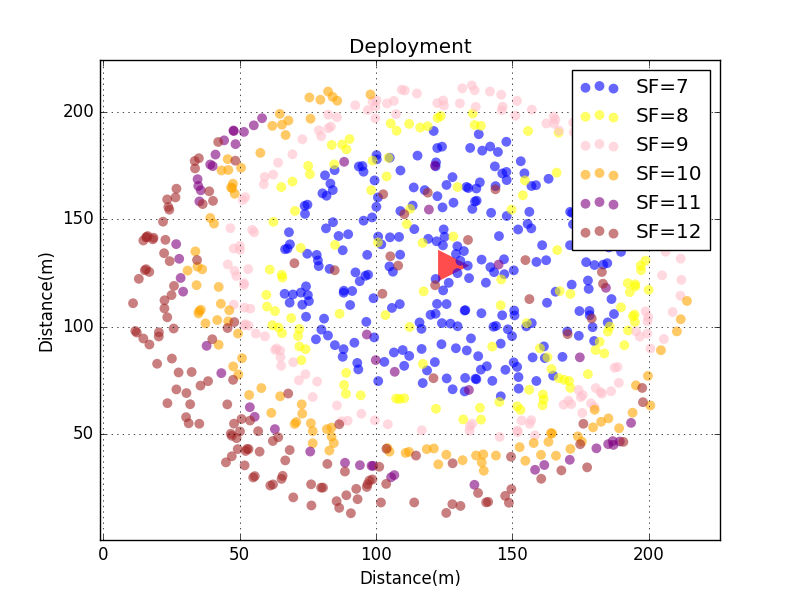 Deployment
SF=7
SF=8
SF=9
SF=10
SF=11
SF=12
Distance(m)
200
150
100
50
0
50
100
150
200
Distance(m)